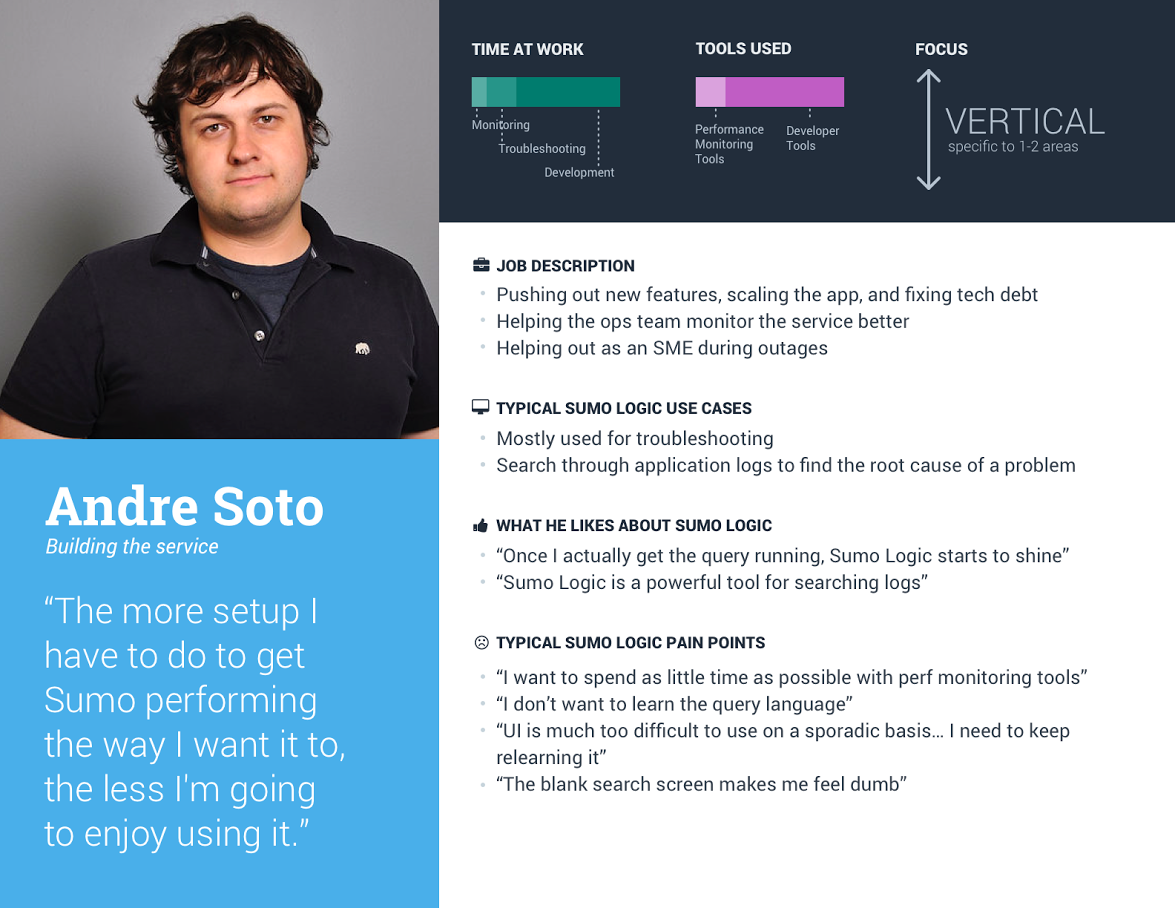 Andre Soto
Building the service
“The more setup I
have to do to get
Sumo performing
the way I want it to,
the less I'm going
to enjoy using it.”
TIME AT WORK
Monitoring
Troubleshooting
Development
TOOLS USED
Performance
Monitoring
Tools
Developer
Tools
FOCUS
VERTICAL
specific to 1-2 areas
JOB DESCRIPTION
Pushing out new features, scaling the app, and fixing tech debt
Helping the ops team monitor the service better
Helping out as an SME during outages
TYPICAL SUMO LOGIC USE CASES
Mostly used for troubleshooting
Search through application logs to find the root cause of a problem
WHAT HE LIKES ABOUT SUMO LOGIC
“Once I actually get the query running, Sumo Logic starts to shine”
“Sumo Logic is a powerful tool for searching logs”
TYPICAL SUMO LOGIC PAIN POINTS
“I want to spend as little time as possible with perf monitoring tools”
“I don’t want to learn the query language”
“UI is much too difficult to use on a sporadic basis… I need to keep
relearning it”
“The blank search screen makes me feel dumb”